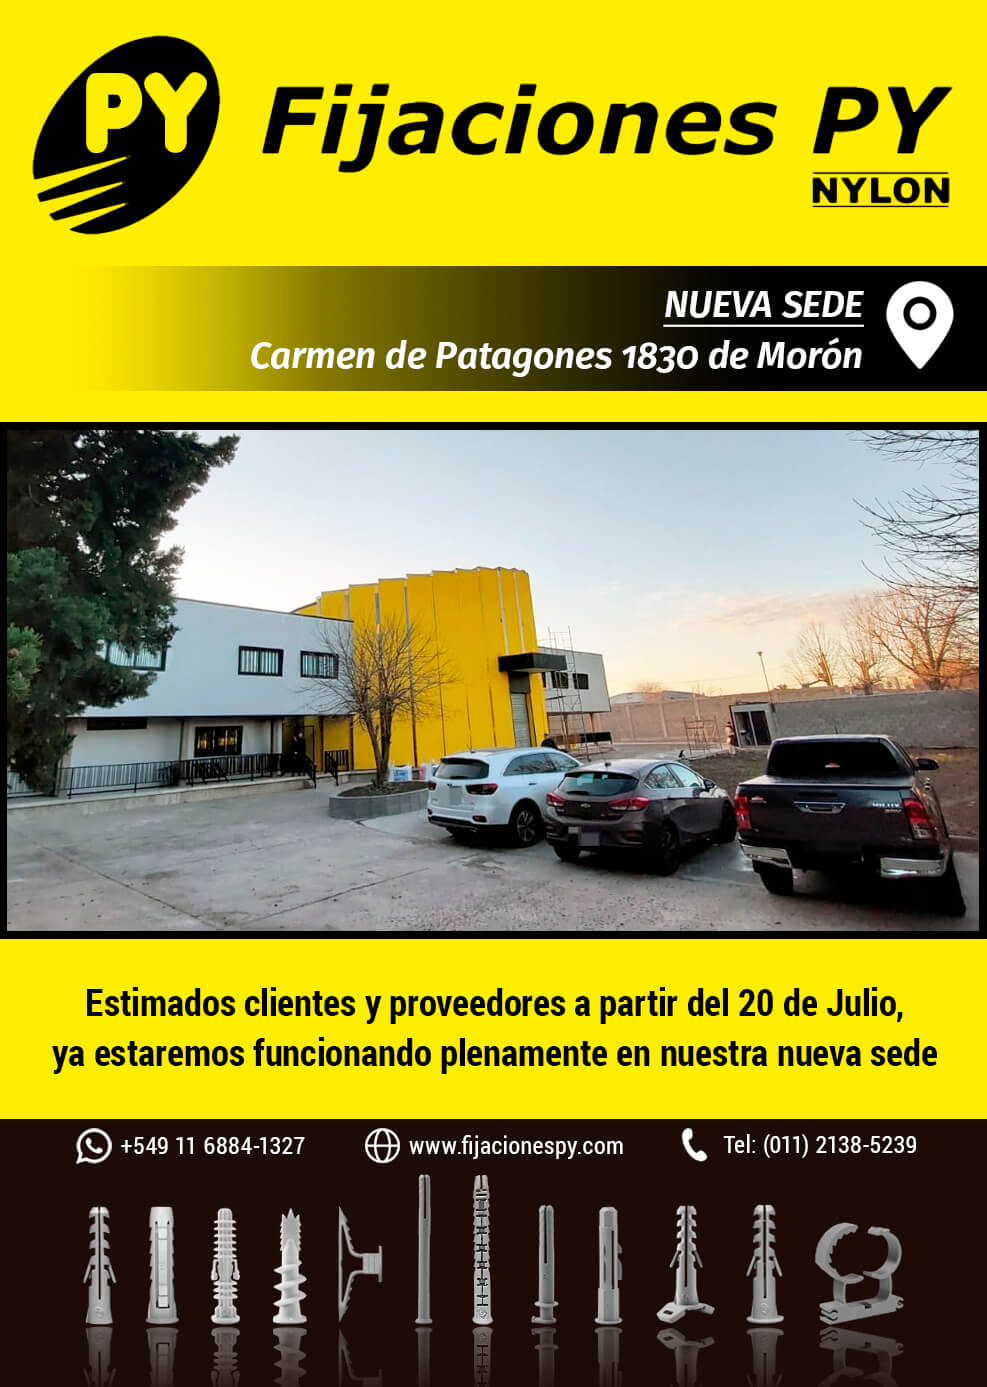 PY
Fijaciones PY
NYLON
NUEVA SEDE
Carmen de Patagones 1830 de Morón
Estimados clientes y proveedores a partir del 20 de Julio,
ya estaremos funcionando plenamente en nuestra nueva sede
+549 11 6884-1327
www.fijacionespy.com
Tel: (011) 2138-5239